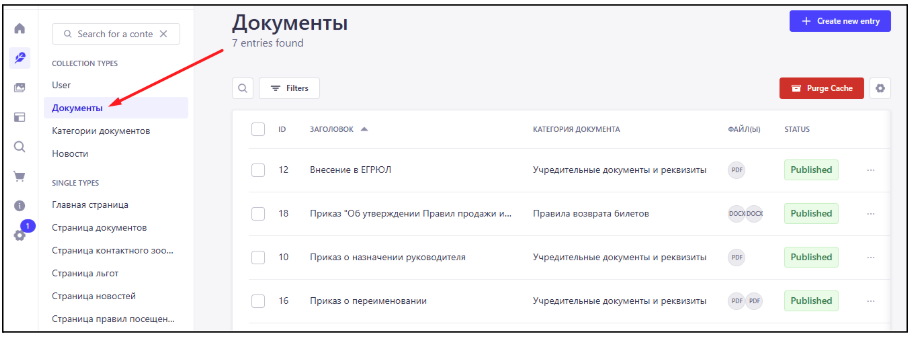 Search for a conte
COLLECTION TYPES
User
Документы
Категории документов
Новости
SINGLE TYPES
Главная страница
Страница документов
Страница контактного зоо...
Страница льгот
Страница новостей
Страница правил посещен...
1
Документы
7 entries found
Create new entry
Filters
Purge Cache
ID ЗАГОЛОВОК КАТЕГОРИЯ ДОКУМЕНТА ФАЙЛ(Ы) STATUS
12 Внесение в ЕГРЮЛ Учредительные документы и реквизиты PDF Published
18 Приказ "Об утверждении Правил продажи и... Правила возврата билетов DOCX DOCX Published
10 Приказ о назначении руководителя Учредительные документы и реквизиты PDF Published
16 Приказ о переименовании Учредительные документы и реквизиты PDF PDF Published